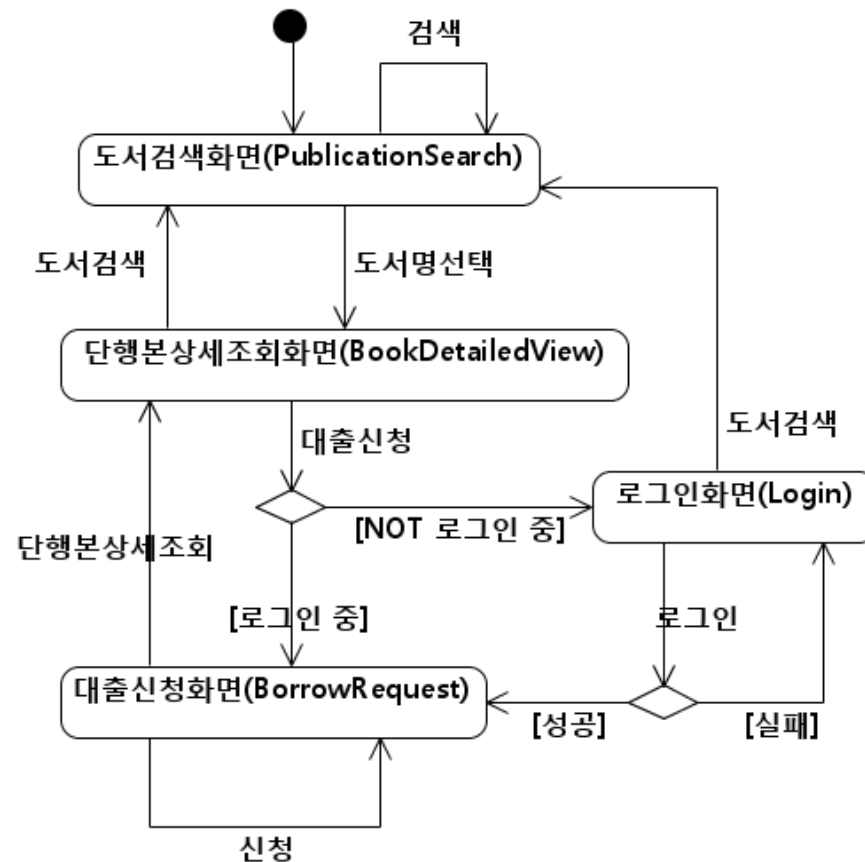 검색
도서검색화면(PublicationSearch)
도서검색
도서명선택
단행본상세조회화면(BookDetailedView)
대출신청
도서검색
로그인화면(Login)
[NOT 로그인 중]
단행본상세조회
[로그인 중]
로그인
대출신청화면(BorrowRequest)
[성공]
[실패]
신청